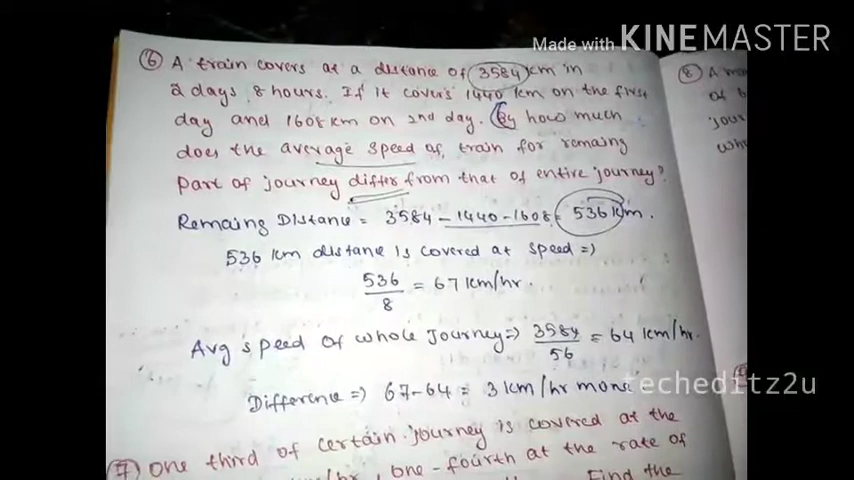 Made with KINEMASTER
6 A train covers at a distance of 3584 km in
2 days 8 hours. If it covers 1440 km on the first
day and 1608 km on 2nd day. By how much
does the average speed of train for remaing
part of journey differ from that of entire journey?
Remaing Distance = 3584 - 1440 - 1608 = 536 km.
536 km distance is covered at speed =)
536
8
= 67 km/hr.
Avg speed of whole journey =) 3584
56
= 64 km/hr.
Difference =) 67-64 = 3 km/hr more
techeditz2u
7 One third of certain journey is covered at the
/hr, one-fourth at the rate of
Find the
8 A
of
jour